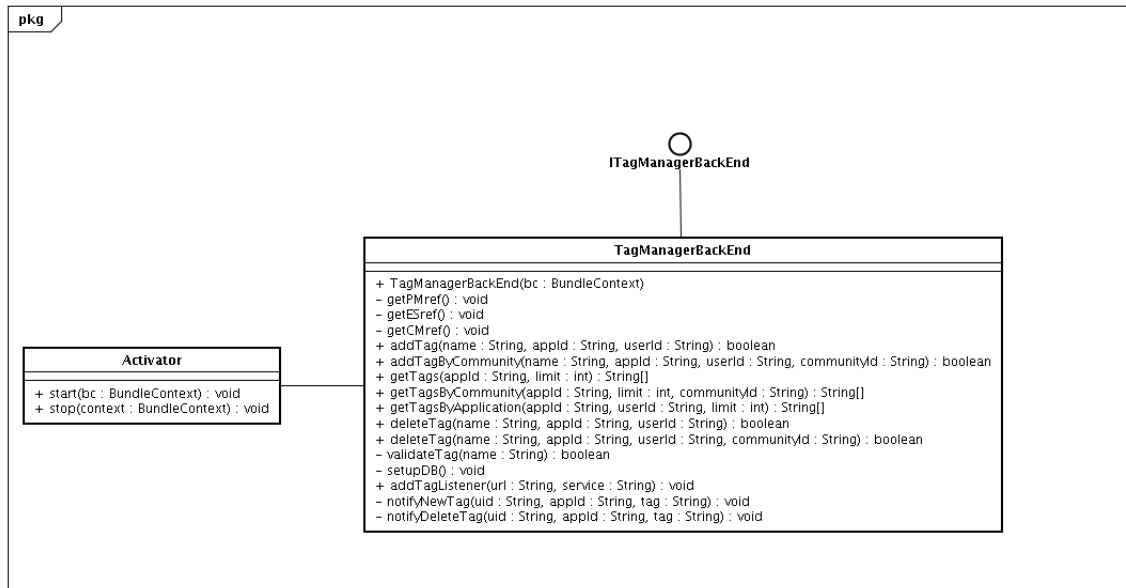 pkg
ITagManagerBackEnd
TagManagerBackEnd
+ TagManagerBackEnd(bc : BundleContext)
- getPMref() : void
- getESref() : void
- getCMref() : void
+ addTag(name : String, appId : String, userId : String) : boolean
+ addTagByCommunity(name : String, appId : String, userId : String, communityId : String) : boolean
+ getTags(appId : String, limit : int) : String[]
+ getTagsByCommunity(appId : String, limit : int, communityId : String) : String[]
+ getTagsByApplication(appId : String, userId : String, limit : int) : String[]
+ deleteTag(name : String, appId : String, userId : String) : boolean
+ deleteTag(name : String, appId : String, userId : String, communityId : String) : boolean
- validateTag(name : String) : boolean
- setupDB() : void
+ addTagListener(url : String, service : String) : void
- notifyNewTag(uid : String, appId : String, tag : String) : void
- notifyDeleteTag(uid : String, appId : String, tag : String) : void
Activator
+ start(bc : BundleContext) : void
+ stop(context : BundleContext) : void